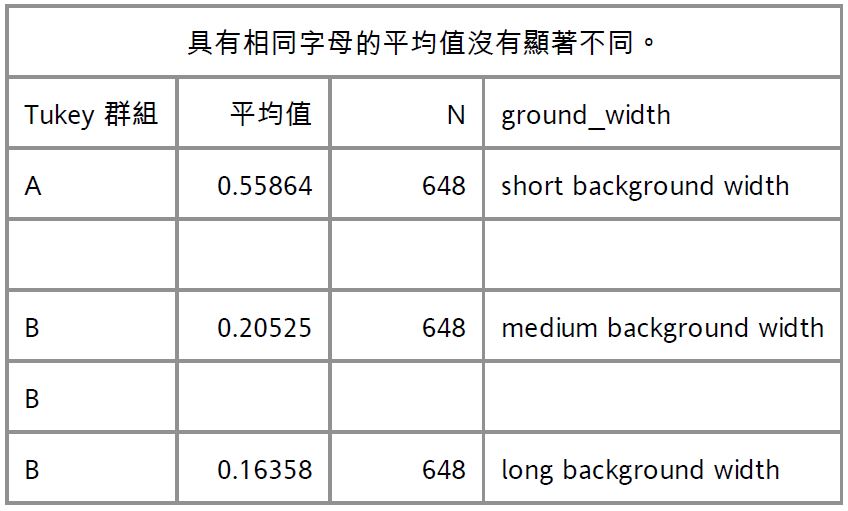 具有相同字母的平均值沒有顯著不同。
Tukey 群組 平均值 N ground_width
A 0.55864 648 short background width
B 0.20525 648 medium background width
B
B 0.16358 648 long background width